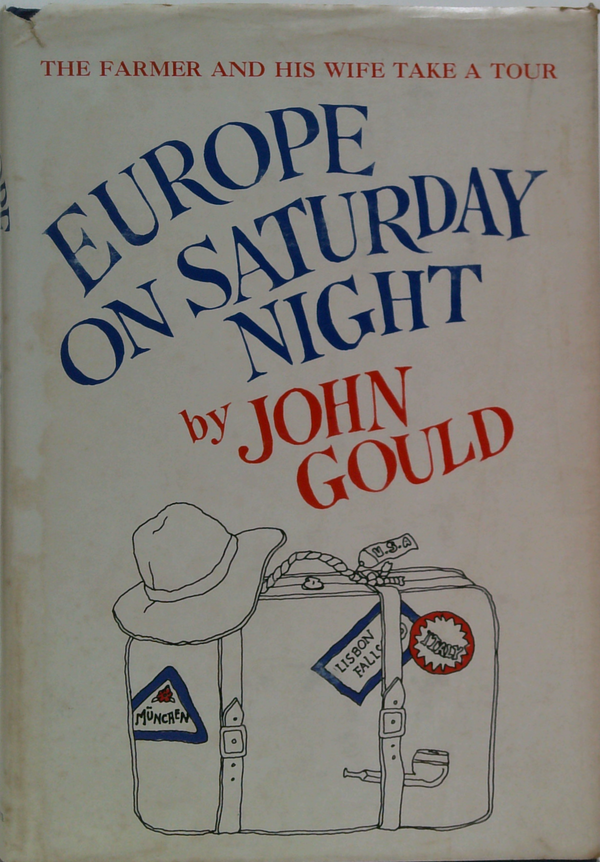 THE FARMER AND HIS WIFE TAKE A TOUR
EUROPE
ON SATURDAY
NIGHT
by JOHN
GOULD
U.S.A
LISBON
FALLS
ITALY
MÜNCHEN